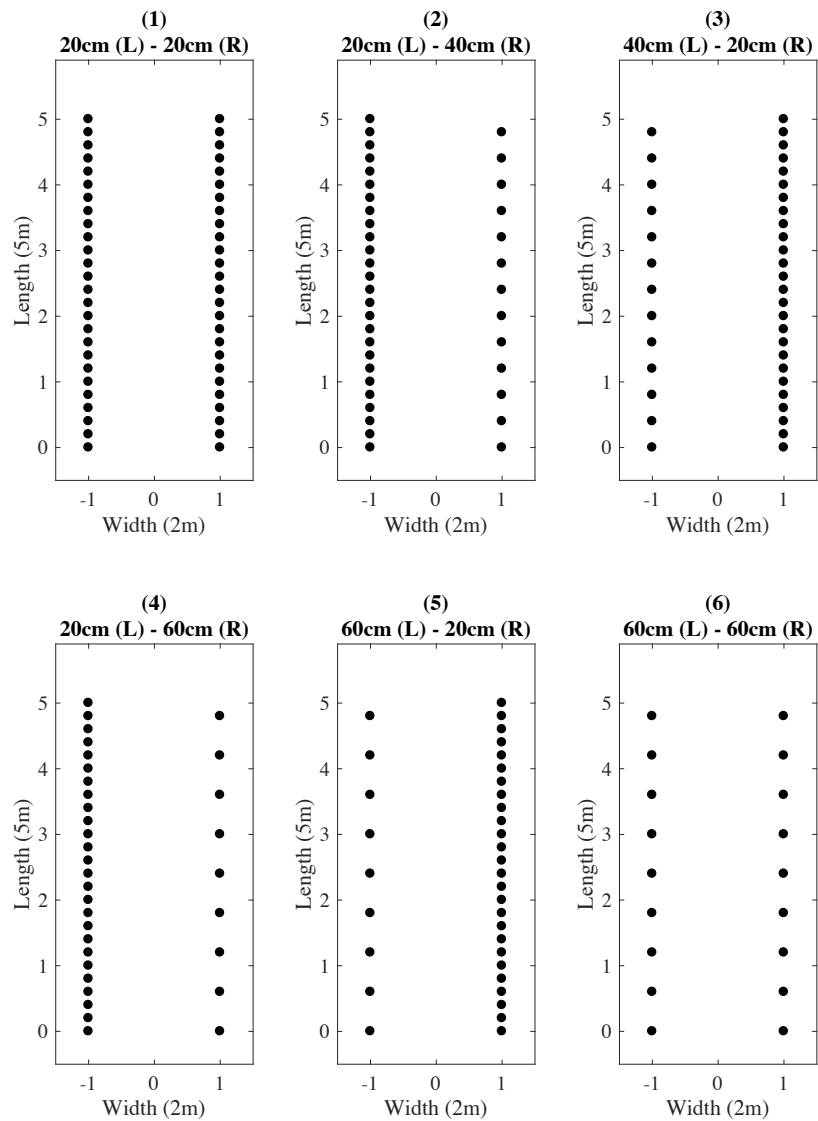 (1)
20cm (L) - 20cm (R)
5
4
3
2
1
0
Length (5m)
-1 0 1
Width (2m)
(2)
20cm (L) - 40cm (R)
5
4
3
2
1
0
Length (5m)
-1 0 1
Width (2m)
(3)
40cm (L) - 20cm (R)
5
4
3
2
1
0
Length (5m)
-1 0 1
Width (2m)
(4)
20cm (L) - 60cm (R)
5
4
3
2
1
0
Length (5m)
-1 0 1
Width (2m)
(5)
60cm (L) - 20cm (R)
5
4
3
2
1
0
Length (5m)
-1 0 1
Width (2m)
(6)
60cm (L) - 60cm (R)
5
4
3
2
1
0
Length (5m)
-1 0 1
Width (2m)